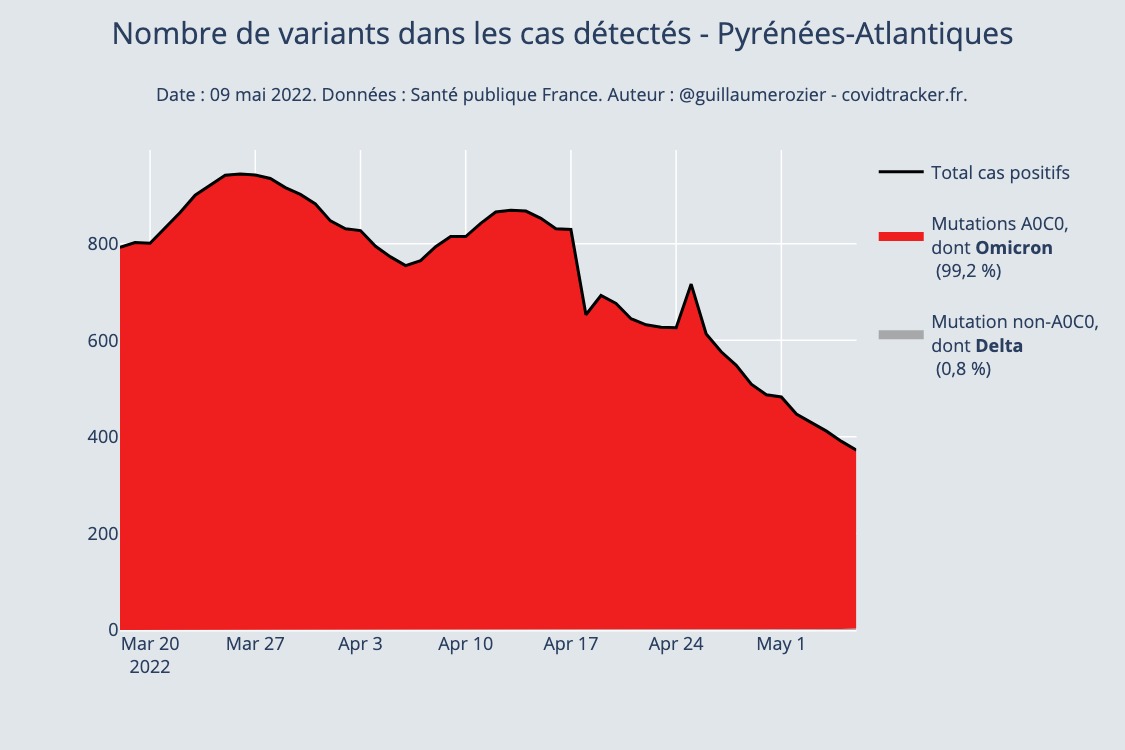 Nombre de variants dans les cas détectés - Pyrénées-Atlantiques
Date : 09 mai 2022. Données : Santé publique France. Auteur : @guillaumerozier - covidtracker.fr.
Total cas positifs
Mutations A0C0,
dont Omicron
(99,2 %)
Mutation non-A0C0,
dont Delta
(0,8 %)
800
600
400
200
0
Mar 20
2022
Mar 27
Apr 3
Apr 10
Apr 17
Apr 24
May 1